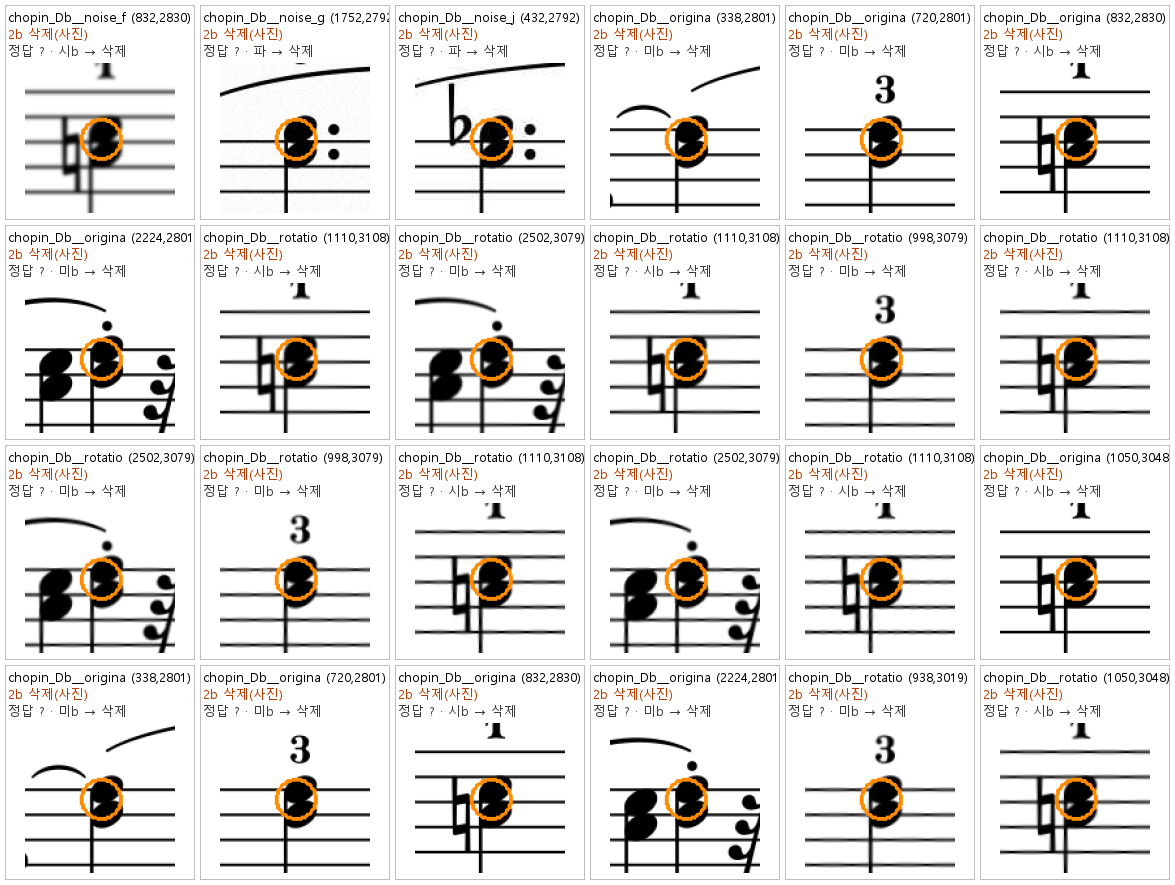 chopin_Db__noise_f (832,2830)
2b 삭제(사진)
정답 ? · 시b → 삭제
1
chopin_Db__noise_g (1752,2792
2b 삭제(사진)
정답 ? · 파 → 삭제
chopin_Db__noise_j (432,2792)
2b 삭제(사진)
정답 ? · 파 → 삭제
chopin_Db__origina (338,2801)
2b 삭제(사진)
정답 ? · 미b → 삭제
chopin_Db__origina (720,2801)
2b 삭제(사진)
정답 ? · 미b → 삭제
3
chopin_Db__origina (832,2830)
2b 삭제(사진)
정답 ? · 시b → 삭제
1
chopin_Db__origina (2224,2801
2b 삭제(사진)
정답 ? · 미b → 삭제
chopin_Db__rotatio (1110,3108)
2b 삭제(사진)
정답 ? · 시b → 삭제
1
chopin_Db__rotatio (2502,3079)
2b 삭제(사진)
정답 ? · 미b → 삭제
chopin_Db__rotatio (1110,3108)
2b 삭제(사진)
정답 ? · 시b → 삭제
1
chopin_Db__rotatio (998,3079)
2b 삭제(사진)
정답 ? · 미b → 삭제
3
chopin_Db__rotatio (1110,3108)
2b 삭제(사진)
정답 ? · 시b → 삭제
1
chopin_Db__rotatio (2502,3079)
2b 삭제(사진)
정답 ? · 미b → 삭제
chopin_Db__rotatio (998,3079)
2b 삭제(사진)
정답 ? · 미b → 삭제
3
chopin_Db__rotatio (1110,3108)
2b 삭제(사진)
정답 ? · 시b → 삭제
1
chopin_Db__rotatio (2502,3079)
2b 삭제(사진)
정답 ? · 미b → 삭제
chopin_Db__rotatio (1110,3108)
2b 삭제(사진)
정답 ? · 시b → 삭제
1
chopin_Db__origina (1050,3048
2b 삭제(사진)
정답 ? · 시b → 삭제
1
chopin_Db__origina (338,2801)
2b 삭제(사진)
정답 ? · 미b → 삭제
chopin_Db__origina (720,2801)
2b 삭제(사진)
정답 ? · 미b → 삭제
3
chopin_Db__origina (832,2830)
2b 삭제(사진)
정답 ? · 시b → 삭제
1
chopin_Db__origina (2224,2801
2b 삭제(사진)
정답 ? · 미b → 삭제
chopin_Db__rotatio (938,3019)
2b 삭제(사진)
정답 ? · 미b → 삭제
3
chopin_Db__rotatio (1050,3048)
2b 삭제(사진)
정답 ? · 시b → 삭제
1